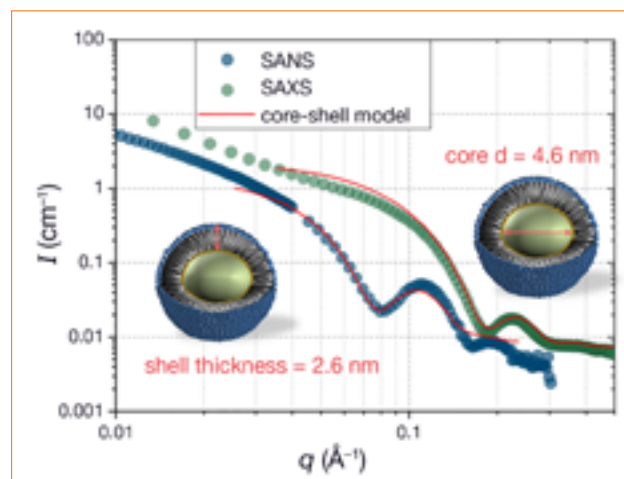 100
10
1
0.1
0.01
0.001
I (cm⁻¹)
SANS
SAXS
core-shell model
core d = 4.6 nm
shell thickness = 2.6 nm
0.01
0.1
q (Å⁻¹)